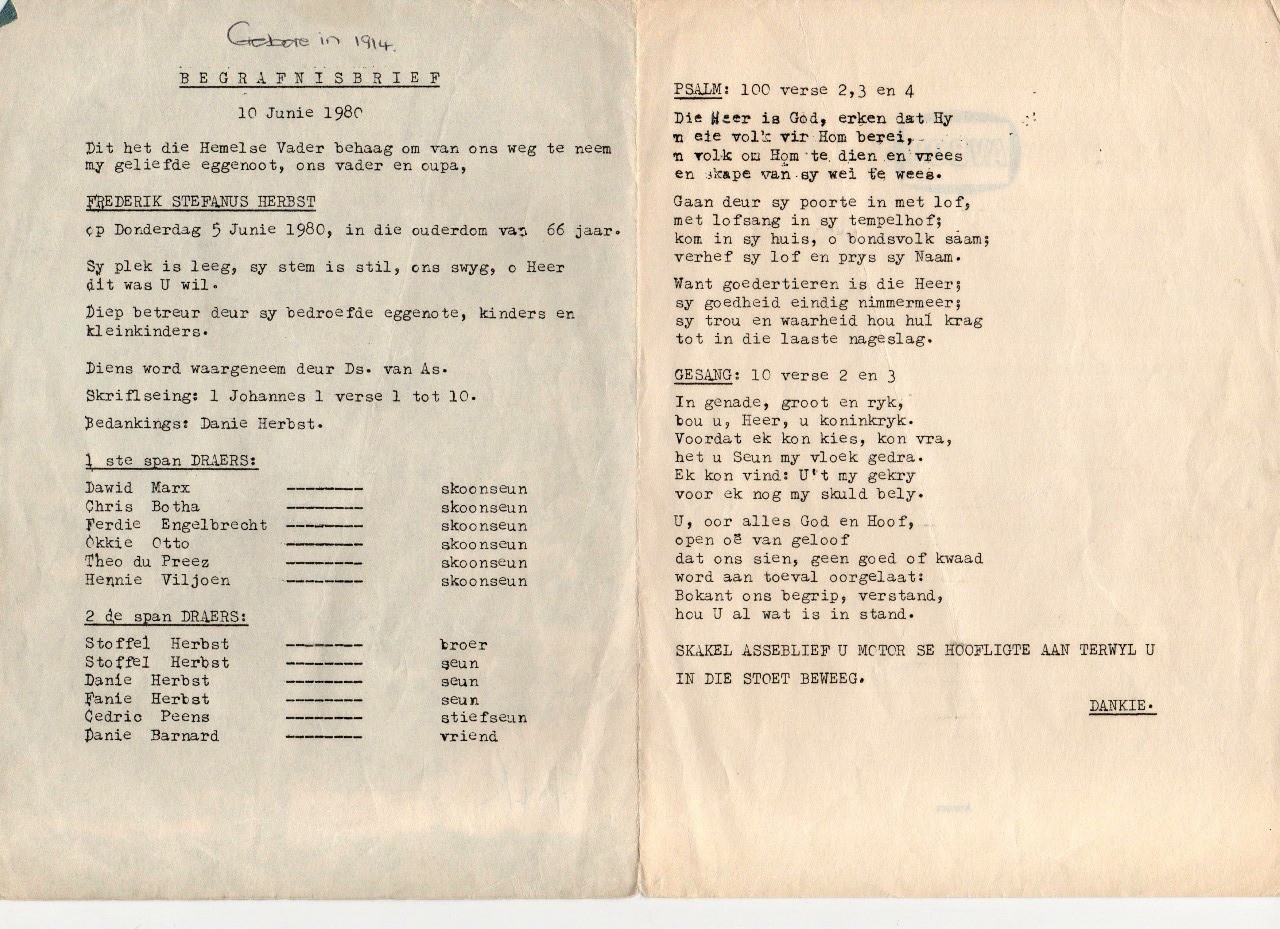 Gebore in 1914.
BEGRAFNISBRIEF
10 Junie 1980
Dit het die Hemelse Vader behaag om van ons weg te neem
my geliefde eggenoot, ons vader en oupa,
FREDERIK STEFANUS HERBST
op Donderdag 5 Junie 1980, in die ouderdom van 66 jaar.
Sy plek is leeg, sy stem is stil, ons swyg, o Heer
dit was U wil.
Diep betreur deur sy bedroefde eggenote, kinders en
kleinkinders.
Diens word waargeneem deur Ds. van As.
Skriflseing: 1 Johannes 1 verse 1 tot 10.
Bedankings: Danie Herbst.
1 ste span DRAERS:
Dawid Marx -------- skoonseun
Chris Botha -------- skoonseun
Ferdie Engelbrecht -------- skoonseun
Okkie Otto -------- skoonseun
Theo du Preez -------- skoonseun
Hennie Viljoen -------- skoonseun
2 de span DRAERS:
Stoffel Herbst -------- broer
Stoffel Herbst -------- seun
Danie Herbst -------- seun
Fanie Herbst -------- seun
Cedric Peens -------- stiefseun
Danie Barnard -------- vriend
PSALM: 100 verse 2,3 en 4
Die Heer is God, erken dat Hy
'n eie volk vir Hom berei,
'n volk om Hom te dien en vrees
en skape van sy wei te wees.
Gaan deur sy poorte in met lof,
met lofsang in sy tempelhof;
kom in sy huis, o bondsvolk saam;
verhef sy lof en prys sy Naam.
Want goedertieren is die Heer;
sy goedheid eindig nimmermeer;
sy trou en waarheid hou hul krag
tot in die laaste nageslag.
GESANG: 10 verse 2 en 3
In genade, groot en ryk,
bou u, Heer, u koninkryk.
Voordat ek kon kies, kon vra,
het u Seun my vloek gedra.
Ek kon vind: U't my gekry
voor ek nog my skuld bely.
U, oor alles God en Hoof,
open oë van geloof
dat ons sien, geen goed of kwaad
word aan toeval oorgelaat:
Bokant ons begrip, verstand,
hou U al wat is in stand.
SKAKEL ASSEBLIEF U MOTOR SE HOOFLIGTE AAN TERWYL U
IN DIE STOET BEWEEG.
DANKIE.